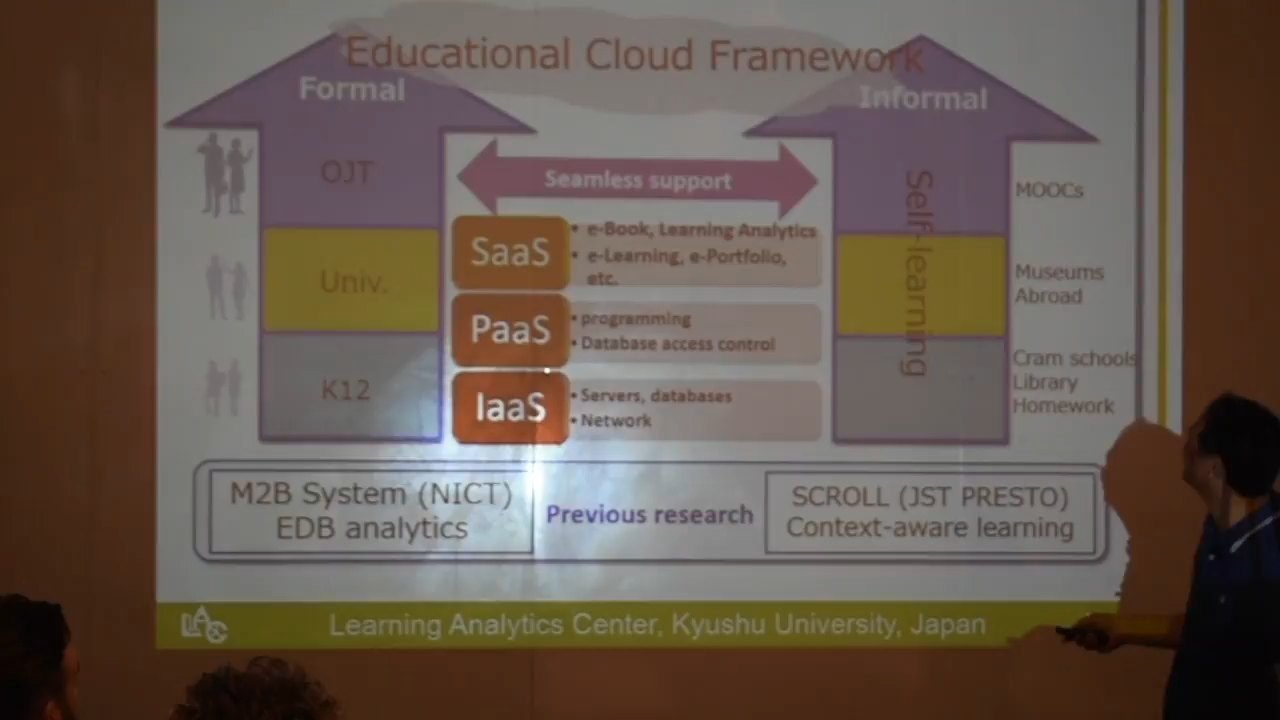 Educational Cloud Framework
Formal
Informal
OJT
Seamless support
Self-learning
MOOCs
SaaS
• e-Book, Learning Analytics
• e-Learning, e-Portfolio,
etc.
Univ.
Museums
Abroad
PaaS
• programming
• Database access control
K12
IaaS
• Servers, databases
• Network
Cram schools
Library
Homework
M2B System (NICT)
EDB analytics
Previous research
SCROLL (JST PRESTO)
Context-aware learning
LAC
Learning Analytics Center, Kyushu University, Japan